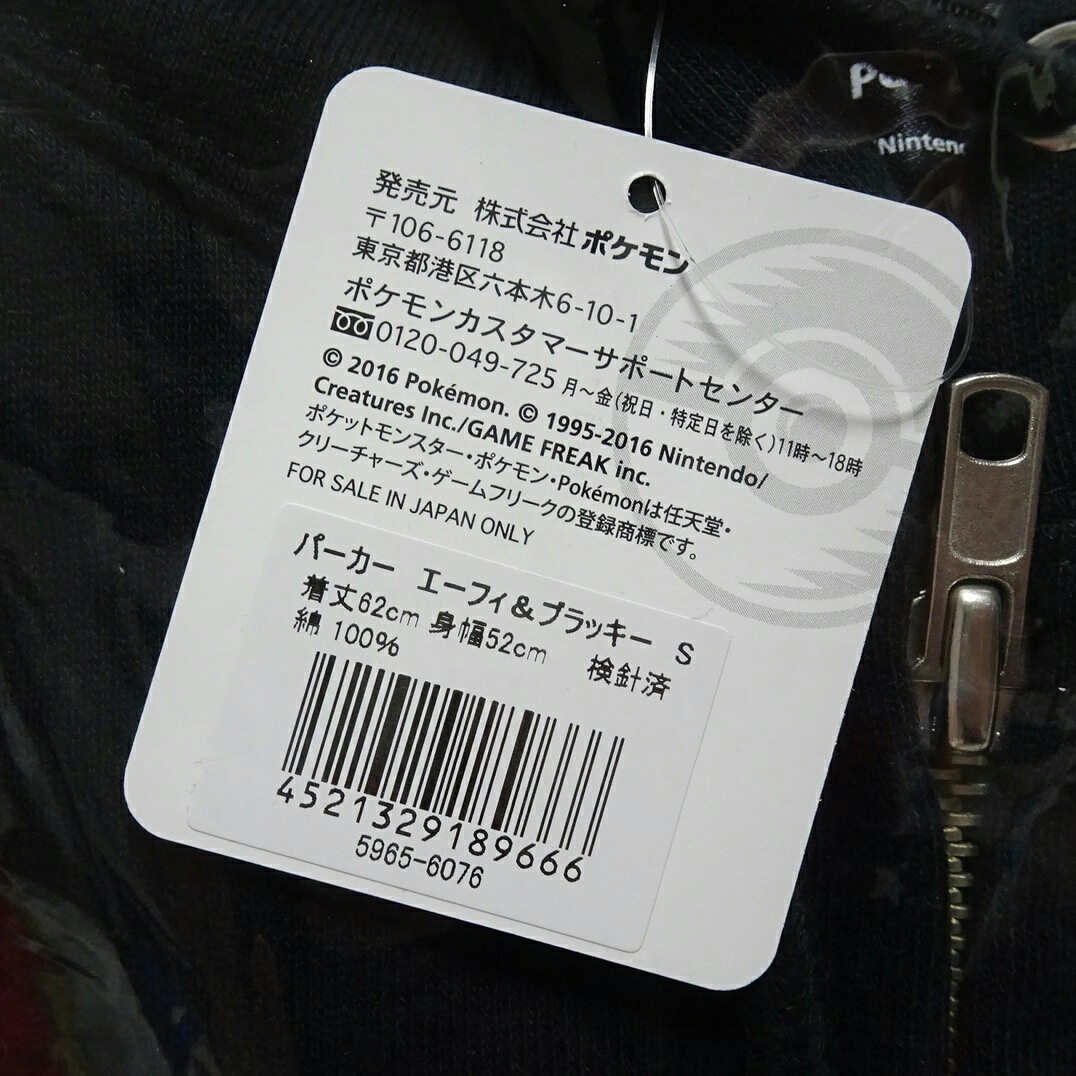 発売元 株式会社ポケモン
〒106-6118
東京都港区六本木6-10-1
ポケモンカスタマーサポートセンター
0120-049-725 月～金(祝日・特定日を除く)11時～18時
© 2016 Pokémon. © 1995-2016 Nintendo/
Creatures Inc./GAME FREAK inc.
ポケットモンスター・ポケモン・Pokémonは任天堂・
クリーチャーズ・ゲームフリークの登録商標です。
FOR SALE IN JAPAN ONLY
パーカー エーフィ&ブラッキー S
着丈62cm 身幅52cm 検針済
綿 100%
4521329189666
5965-6076